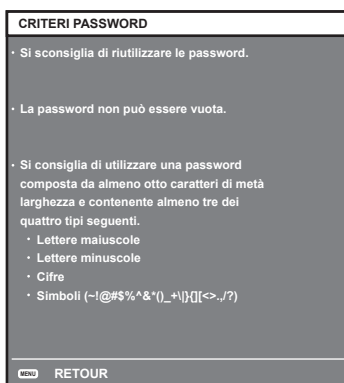 CRITERI PASSWORD
· Si sconsiglia di riutilizzare le password.
· La password non può essere vuota.
· Si consiglia di utilizzare una password
composta da almeno otto caratteri di metà
larghezza e contenente almeno tre dei
quattro tipi seguenti.
· Lettere maiuscole
· Lettere minuscole
· Cifre
· Simboli (~!@#$%^&*()_+\|}{][<>.,/?)
MENU RETOUR